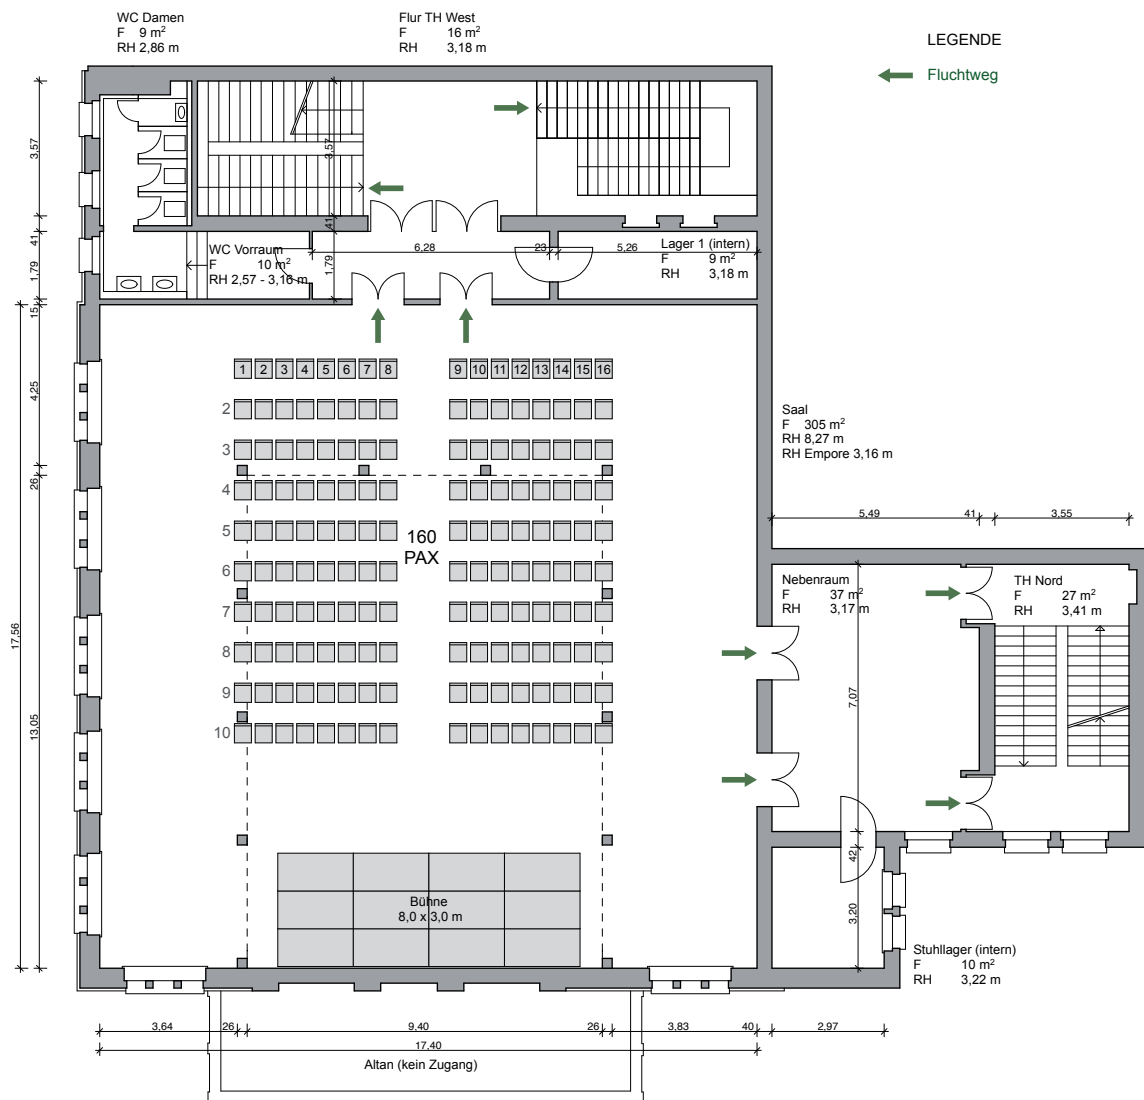 WC Damen
F 9 m²
RH 2,86 m
Flur TH West
F 16 m²
RH 3,18 m
LEGENDE
Fluchtweg
3,57
3,57
41
41
1,79
1,79
15
WC Vorraum
F 10 m²
RH 2,57 - 3,16 m
6,28
23
5,26
Lager 1 (intern)
F 9 m²
RH 3,18 m
1 2 3 4 5 6 7 8 9 10 11 12 13 14 15 16
2
3
4
5
6
7
8
9
10
160
PAX
4,25
26
13,05
17,56
Saal
F 305 m²
RH 8,27 m
RH Empore 3,16 m
5,49
41
3,55
Nebenraum
F 37 m²
RH 3,17 m
TH Nord
F 27 m²
RH 3,41 m
7,07
42
3,20
Bühne
8,0 x 3,0 m
Stuhllager (intern)
F 10 m²
RH 3,22 m
3,64
26
9,40
26
3,83
40
2,97
17,40
Altan (kein Zugang)